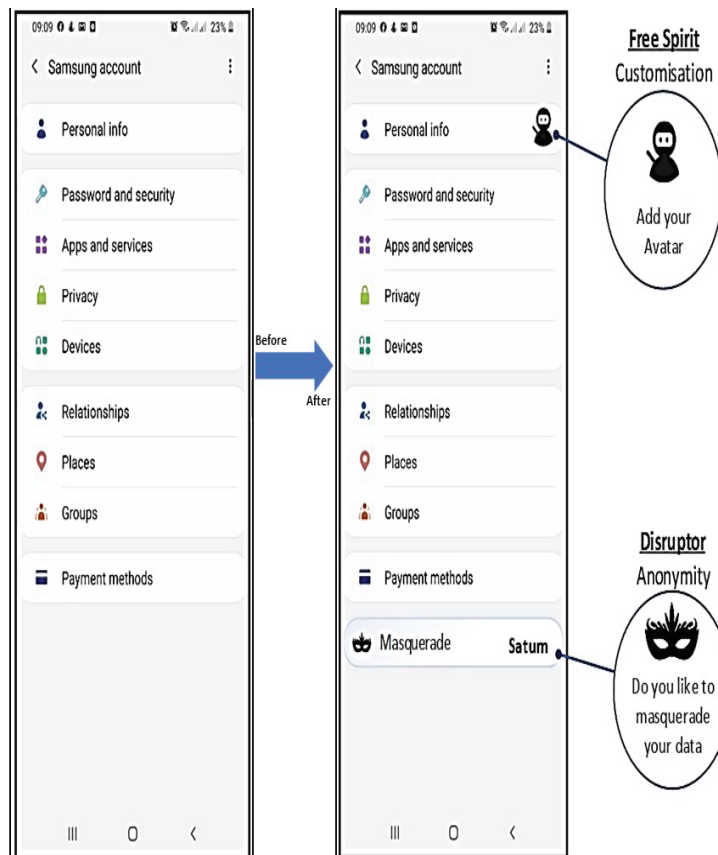 09:09 23%
Samsung account
Personal info
Password and security
Apps and services
Privacy
Devices
Relationships
Places
Groups
Payment methods
Before
After
09:09 23%
Samsung account
Personal info
Password and security
Apps and services
Privacy
Devices
Relationships
Places
Groups
Payment methods
Masquerade Satum
Free Spirit
Customisation
Add your
Avatar
Disruptor
Anonymity
Do you like to
masquerade
your data